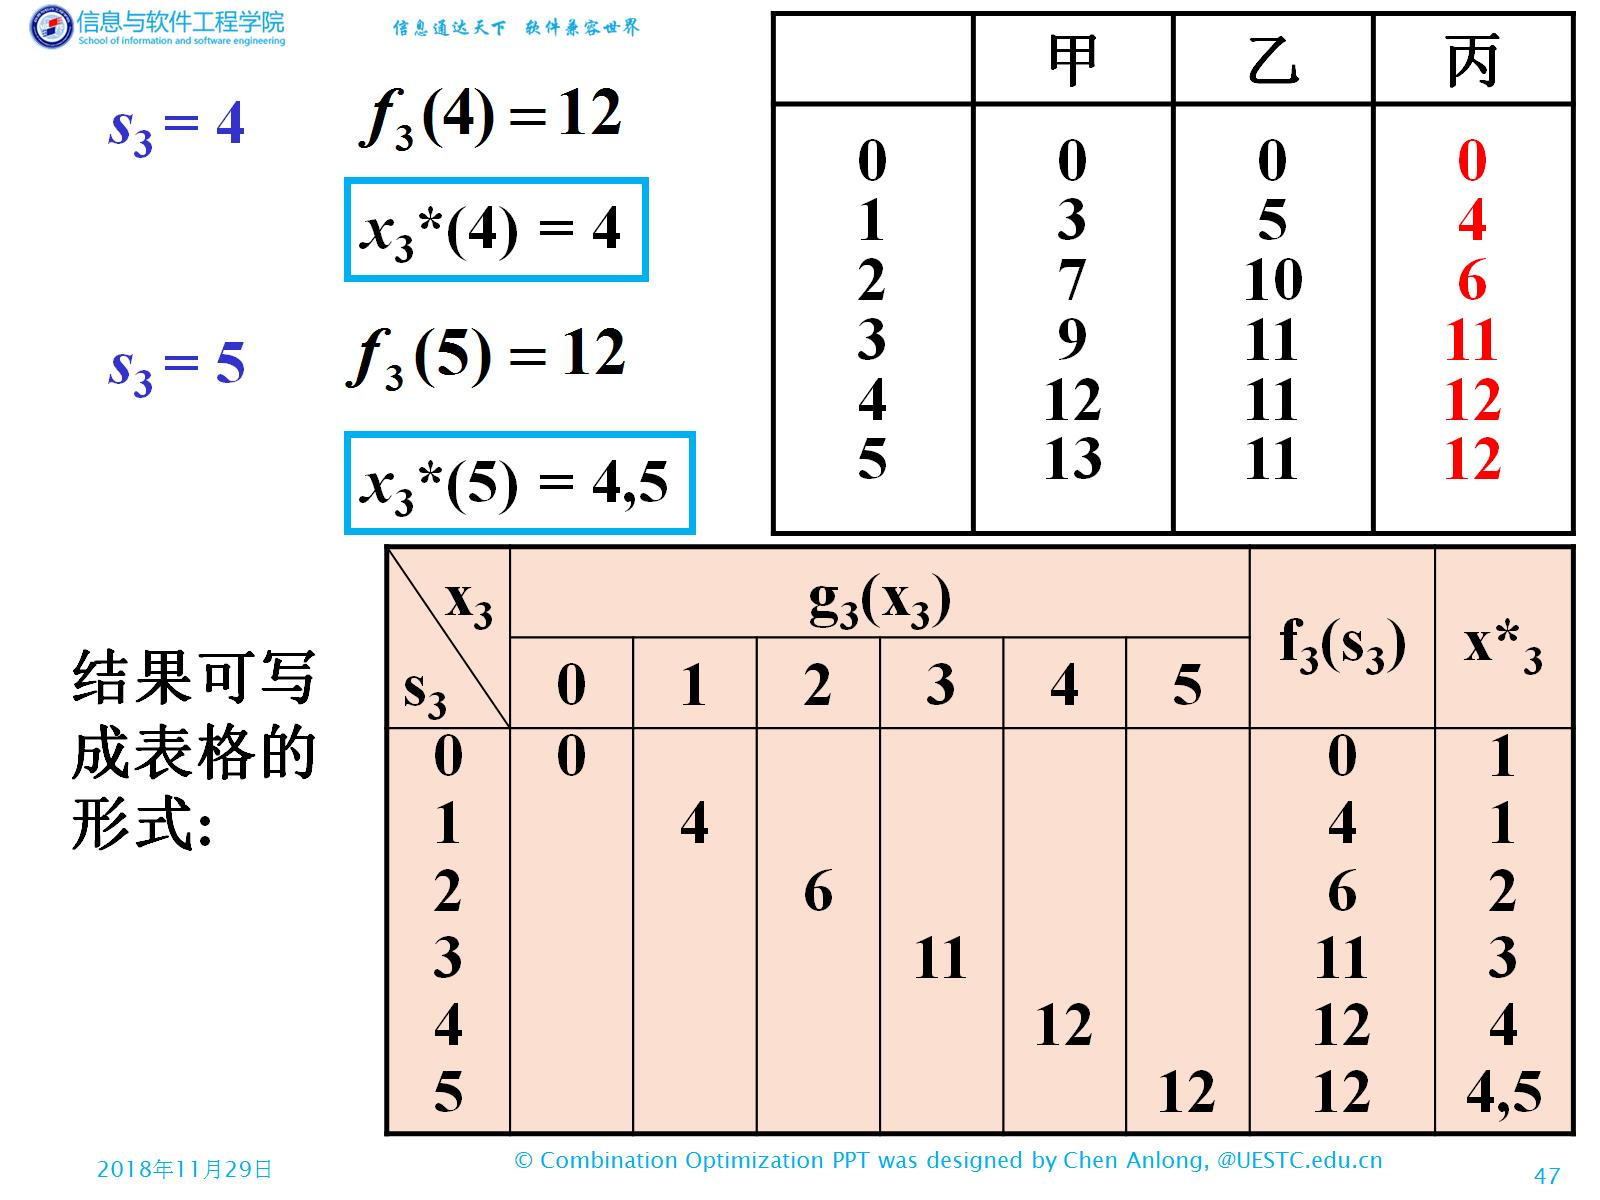 信息与软件工程学院
School of information and software engineering
信息通达天下 软件兼容世界
s3 = 4
f3(4) = 12
x3*(4) = 4
s3 = 5
f3(5) = 12
x3*(5) = 4,5
甲 乙 丙
0 0 0 0
1 3 5 4
2 7 10 6
3 9 11 11
4 12 11 12
5 13 11 12
结果可写
成表格的
形式:
x3 g3(x3) f3(s3) x*3
s3 0 1 2 3 4 5
0 0 0 1
1 4 4 1
2 6 6 2
3 11 11 3
4 12 12 4
5 12 12 4,5
2018年11月29日
© Combination Optimization PPT was designed by Chen Anlong, @UESTC.edu.cn
47